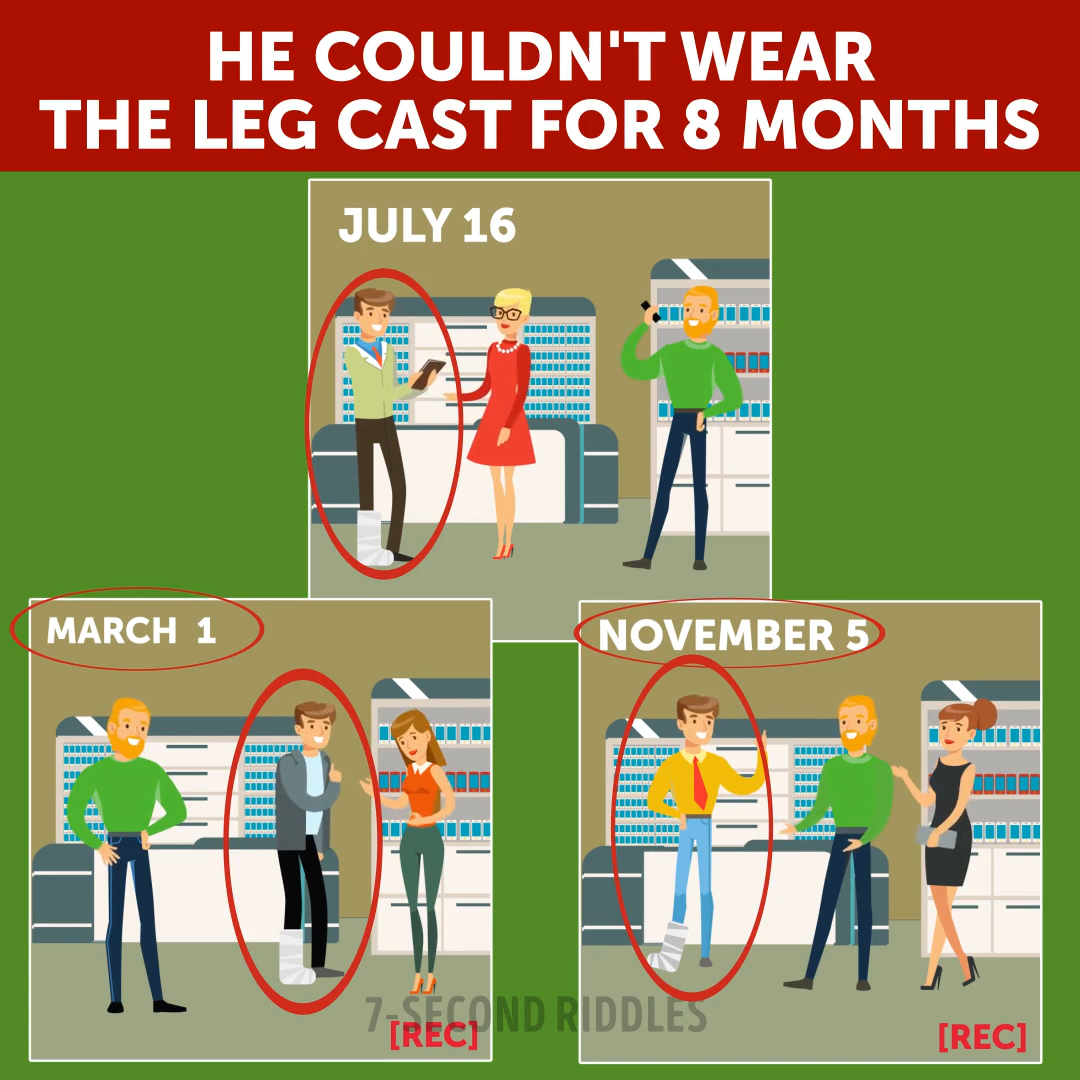 HE COULDN'T WEAR
THE LEG CAST FOR 8 MONTHS
JULY 16
MARCH 1
NOVEMBER 5
7-SECOND RIDDLES
[REC]
[REC]